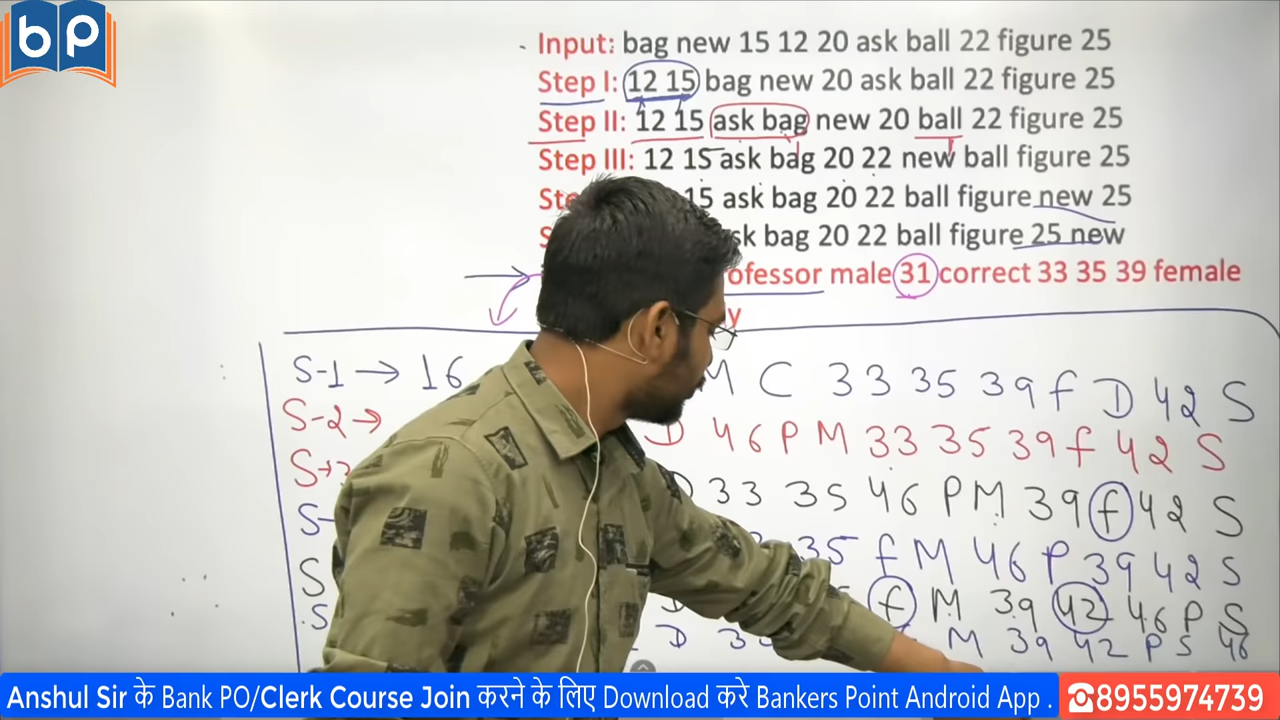 bp
Input: bag new 15 12 20 ask ball 22 figure 25
Step I: 12 15 bag new 20 ask ball 22 figure 25
Step II: 12 15 ask bag new 20 ball 22 figure 25
Step III: 12 15 ask bag 20 22 new ball figure 25
15 ask bag 20 22 ball figure new 25
bag 20 22 ball figure 25 new
male 31 correct 33 35 39 female
S-1 → 16 M C 33 35 39 f D 42 S
S-2 → D 46 P M 33 35 39 f 42 S
33 35 46 P M 39 f 42 S
35 f M 46 P 39 42 S
f M 39 42 46 P S
D M 39 42 P S 46
Anshul Sir के Bank PO/Clerk Course Join करने के लिए Download करे Bankers Point Android App . ☎8955974739